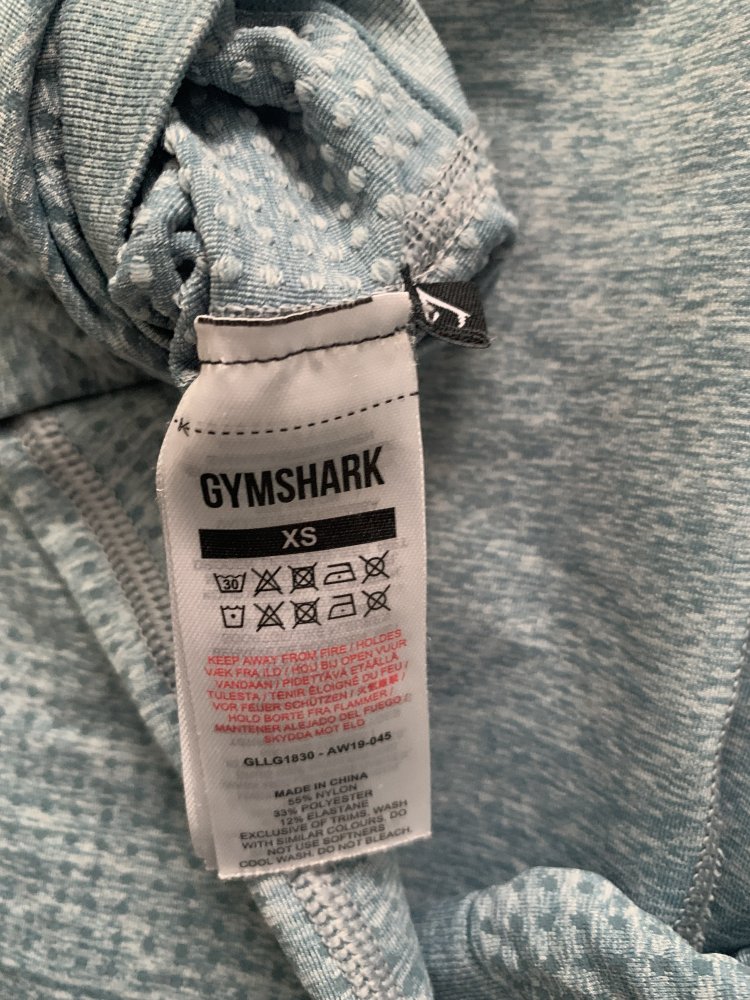 GYMSHARK
XS
30
KEEP AWAY FROM FIRE / HOLDES
VÆK FRA ILD / HOU BIJ OPEN VUUR
VANDAAN / PIDETTÄVÄ ETÄÄLLÄ
TULESTA / TENIR ÉLOIGNÉ DU FEU /
VOR FEUER SCHÜTZEN /
HOLD BORTE FRA FLAMMER /
MANTENER ALEJADO DEL FUEGO /
SKYDDA MOT ELD
GLLG1830 - AW19-045
MADE IN CHINA
55% NYLON
33% POLYESTER
12% ELASTANE
EXCLUSIVE OF TRIMS. WASH
WITH SIMILAR COLOURS. DO
NOT USE SOFTNERS
COOL WASH. DO NOT BLEACH.